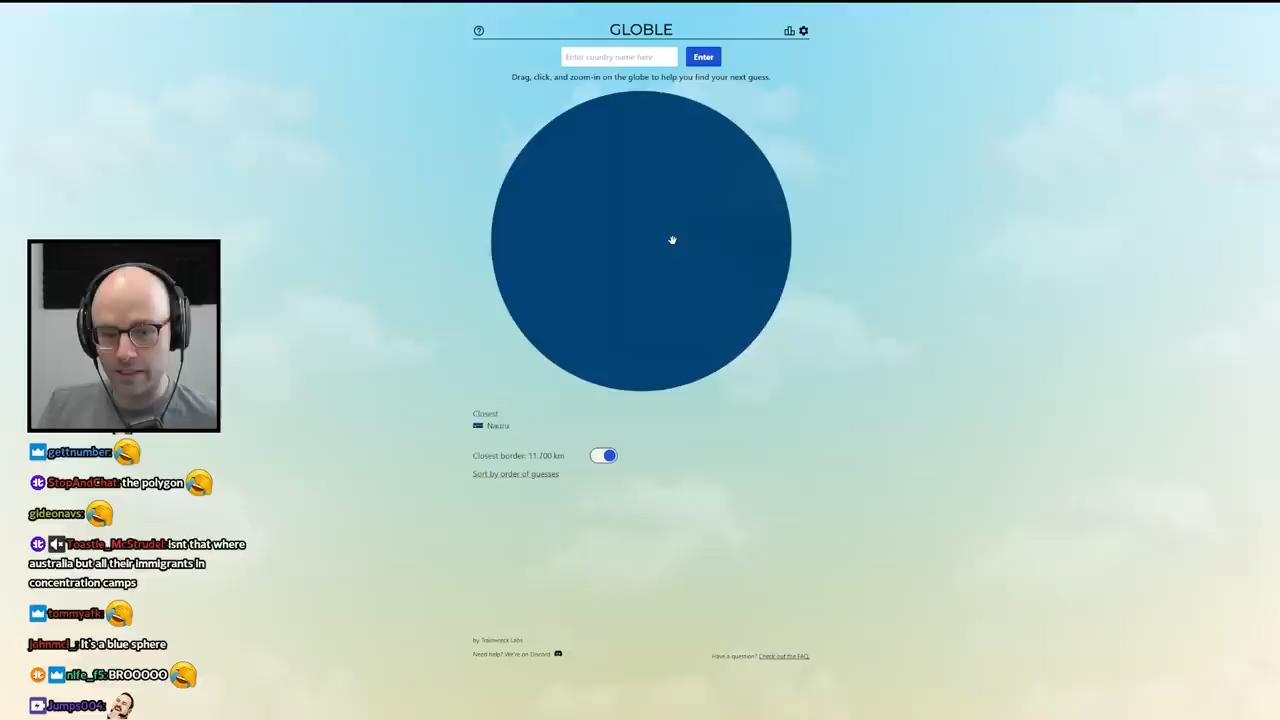 GLOBLE
Enter country name here
Enter
Drag, click, and zoom-in on the globe to help you find your next guess.
Closest
Nauru
Closest border: 11,700 km
Sort by order of guesses
gettnumber:
StopAndChat: the polygon
gideonavs:
Toastie_McStrudel: Isnt that where
australia but all their immigrants in
concentration camps
tommyafk:
johnmcl_: It's a blue sphere
nife_f5: BROOOOO
Jumps004:
by Trainwreck Labs
Need help? We're on Discord
Have a question? Check out the FAQ.